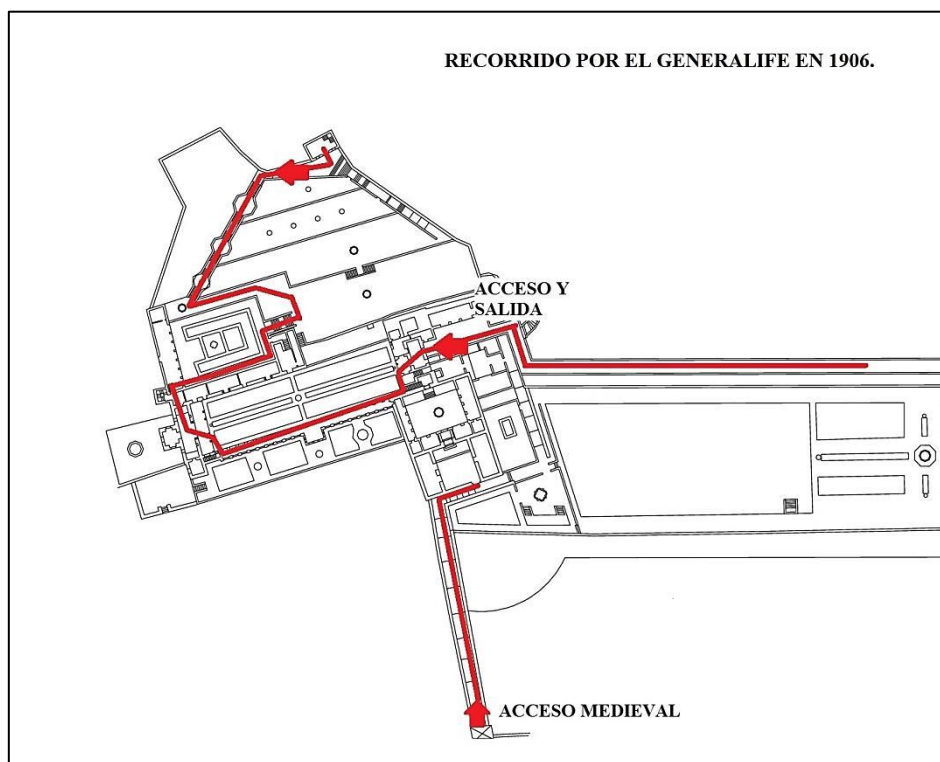 RECORRIDO POR EL GENERALIFE EN 1906.
ACCESO Y
SALIDA
ACCESO MEDIEVAL